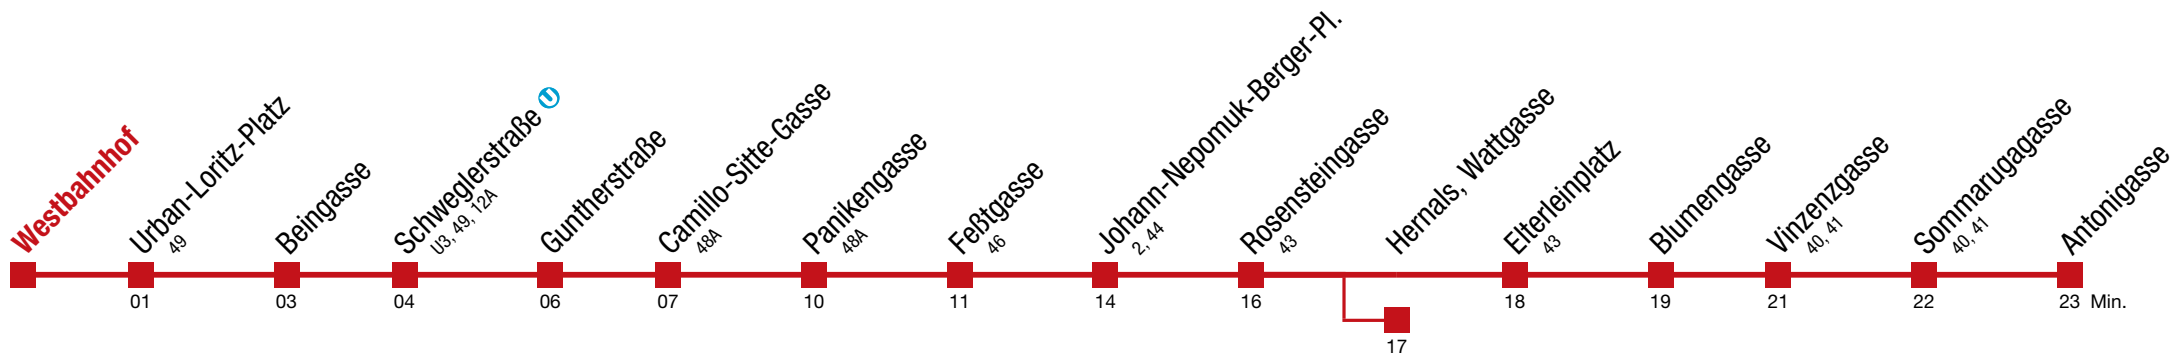 Westbahnhof
Urban-Loritz-Platz
49
Beingasse
Schweglerstraße U
U3, 49, 12A
Guntherstraße
Camillo-Sitte-Gasse
48A
Panikengasse
48A
Feßtgasse
46
Johann-Nepomuk-Berger-Pl.
2, 44
Rosensteingasse
43
Hernals, Wattgasse
Elterleinplatz
43
Blumengasse
Vinzenzgasse
40, 41
Sommarugagasse
40, 41
Antonigasse
01 03 04 06 07 10 11 14 16 18 19 21 22 23 Min.
17